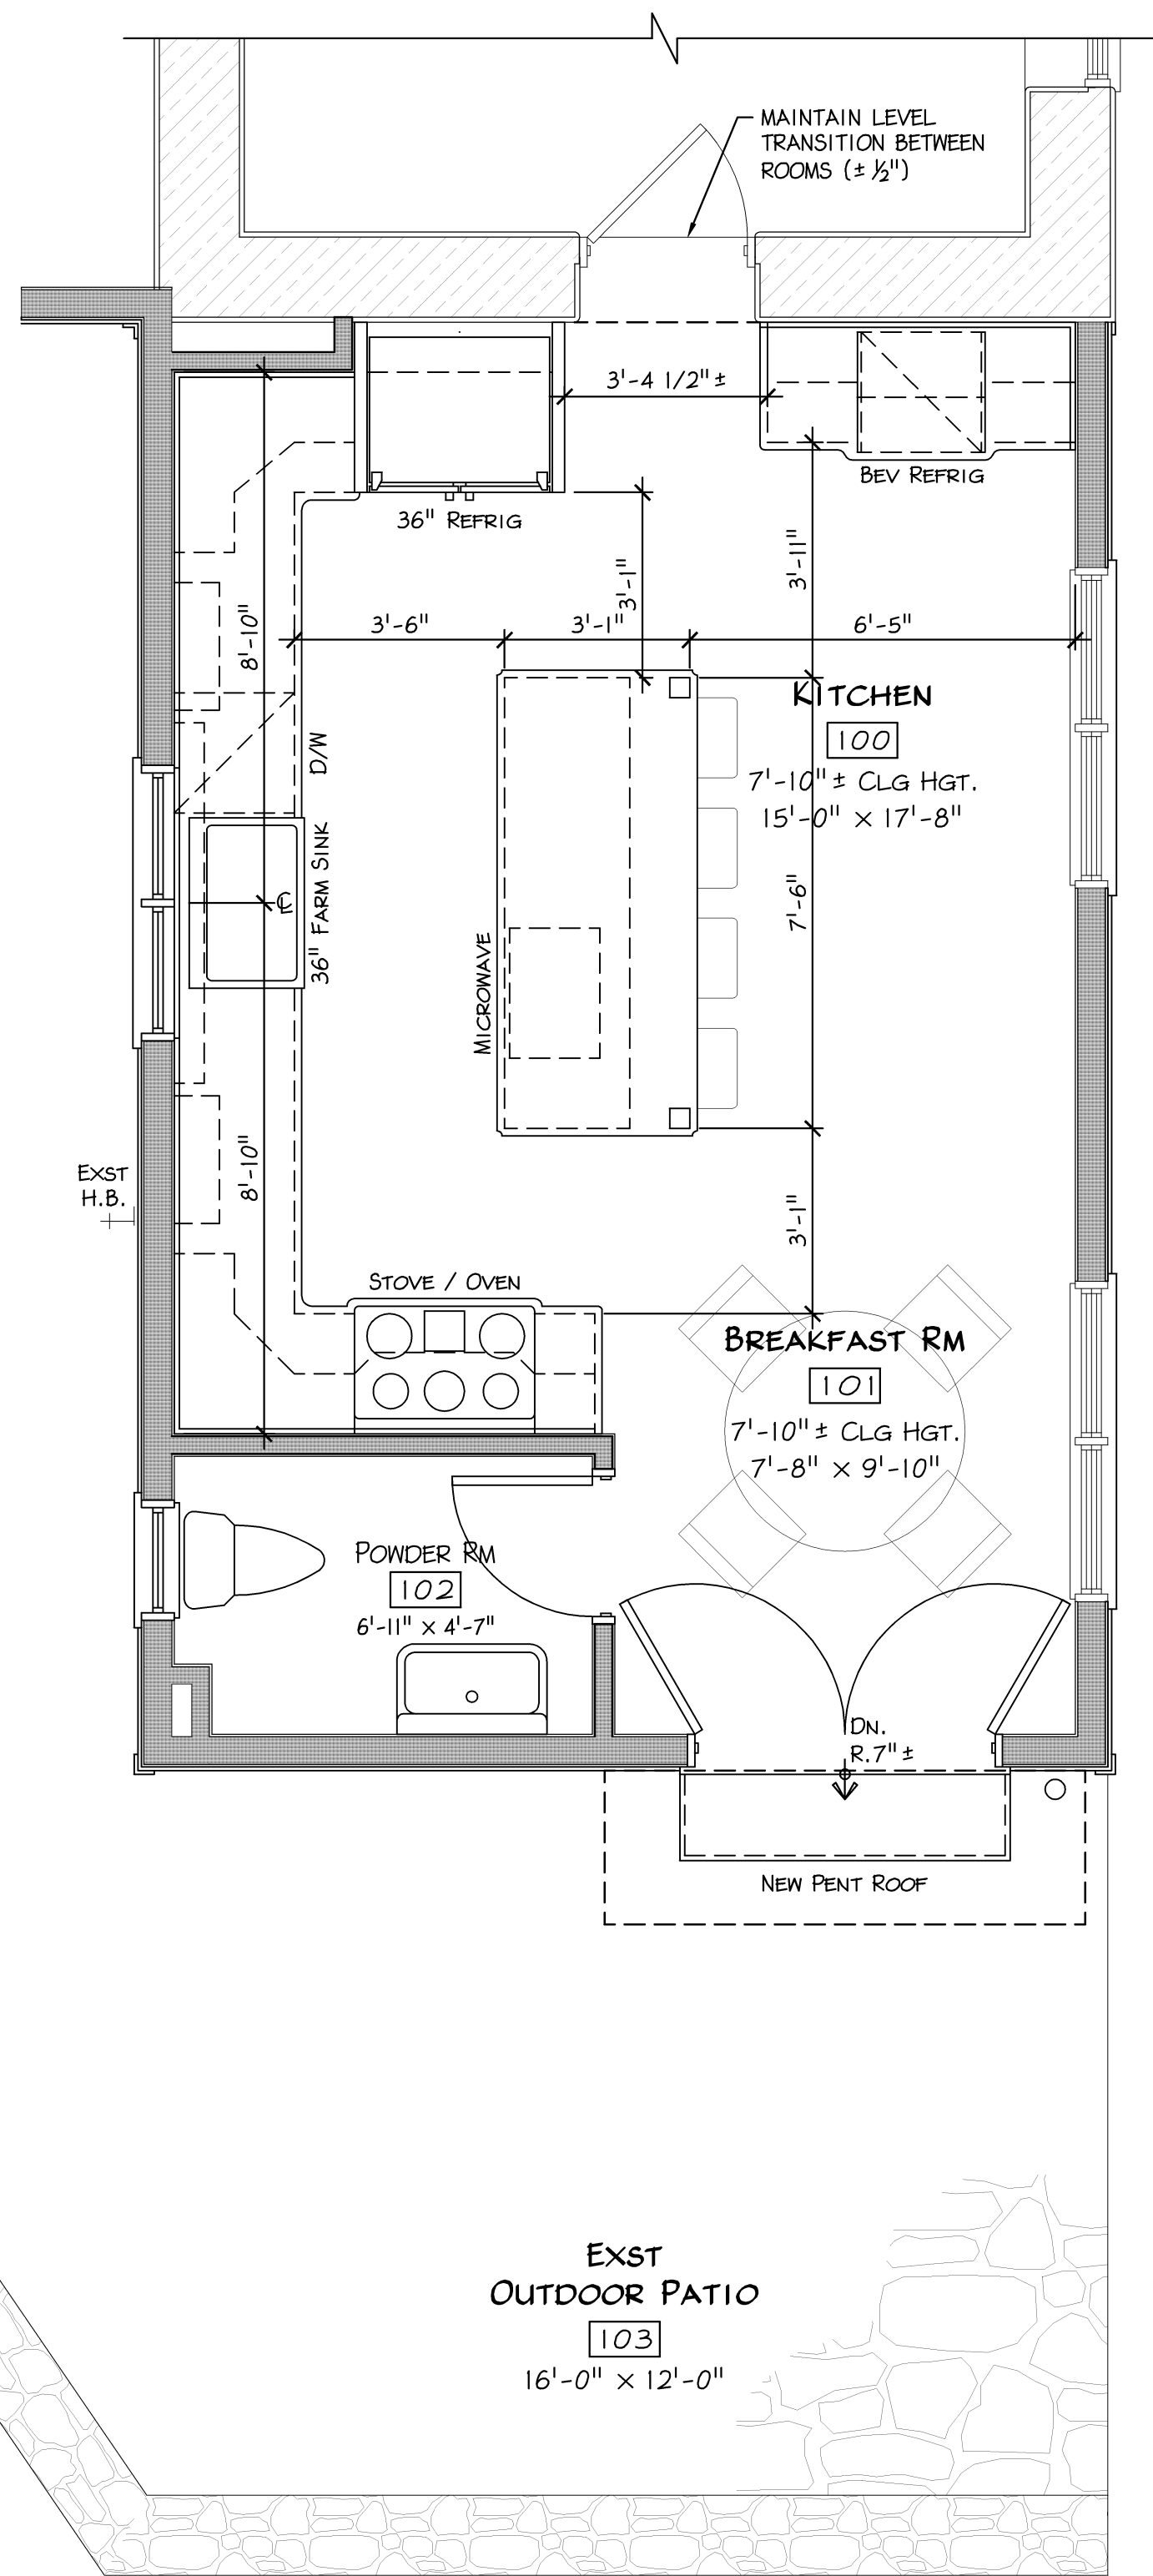 MAINTAIN LEVEL
TRANSITION BETWEEN
ROOMS (± ½")
3'-4 1/2"±
BEV REFRIG
36" REFRIG
3'-11"
3'-1"
8'-10"
3'-6"
3'-1"
6'-5"
KITCHEN
100
7'-10"± CLG HGT.
15'-0" × 17'-8"
D/W
36" FARM SINK
℄
7'-6"
MICROWAVE
EXST
H.B.
8'-10"
3'-1"
STOVE / OVEN
BREAKFAST RM
101
7'-10"± CLG HGT.
7'-8" × 9'-10"
POWDER RM
102
6'-11" × 4'-7"
DN.
R.7"±
NEW PENT ROOF
EXST
OUTDOOR PATIO
103
16'-0" × 12'-0"